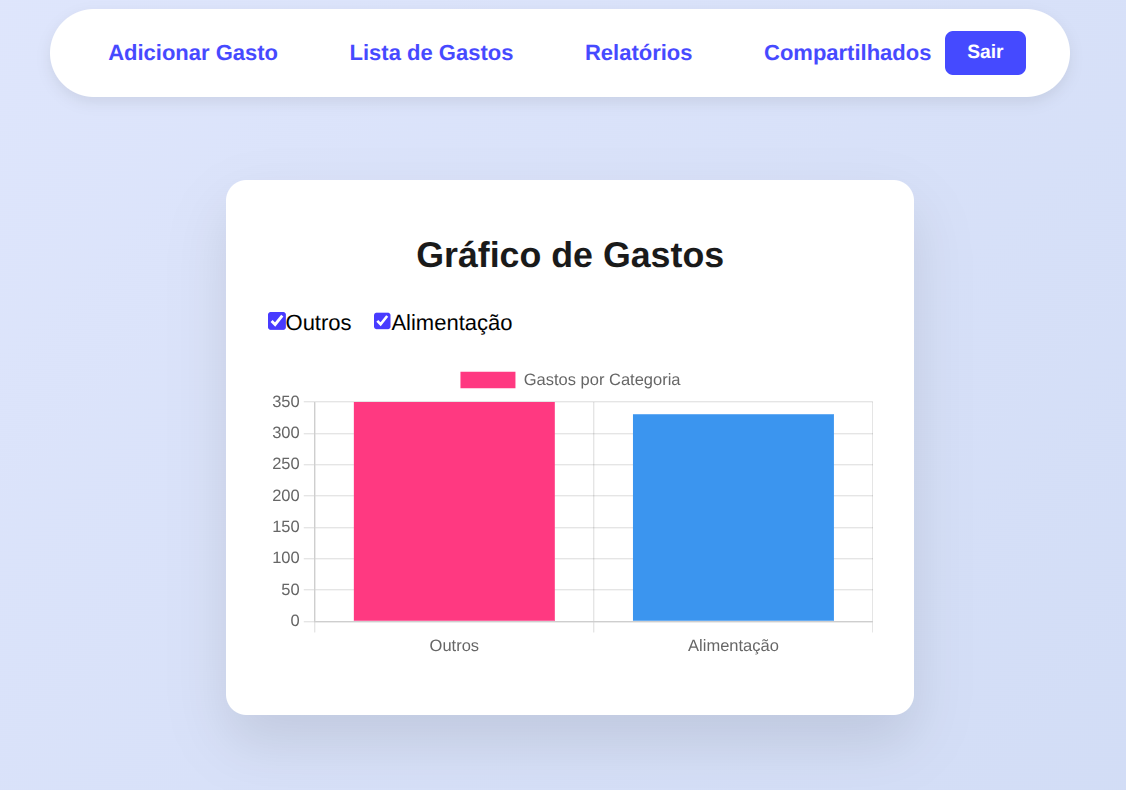 Adicionar Gasto Lista de Gastos Relatórios Compartilhados Sair
Gráfico de Gastos
Outros Alimentação
Gastos por Categoria
350
300
250
200
150
100
50
0
Outros Alimentação